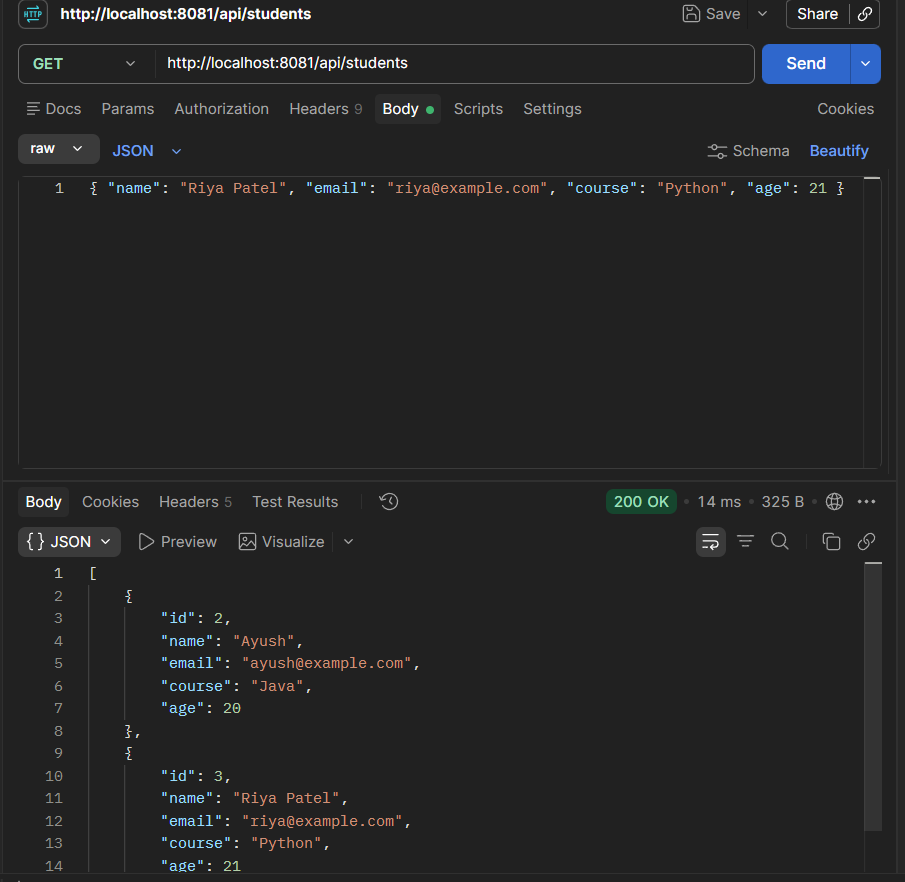 HTTP http://localhost:8081/api/students Save Share
GET http://localhost:8081/api/students Send
Docs Params Authorization Headers 9 Body Scripts Settings Cookies
raw JSON Schema Beautify
1 { "name": "Riya Patel", "email": "riya@example.com", "course": "Python", "age": 21 }
Body Cookies Headers 5 Test Results 200 OK • 14 ms • 325 B •
{} JSON Preview Visualize
1 [
2 {
3 "id": 2,
4 "name": "Ayush",
5 "email": "ayush@example.com",
6 "course": "Java",
7 "age": 20
8 },
9 {
10 "id": 3,
11 "name": "Riya Patel",
12 "email": "riya@example.com",
13 "course": "Python",
14 "age": 21